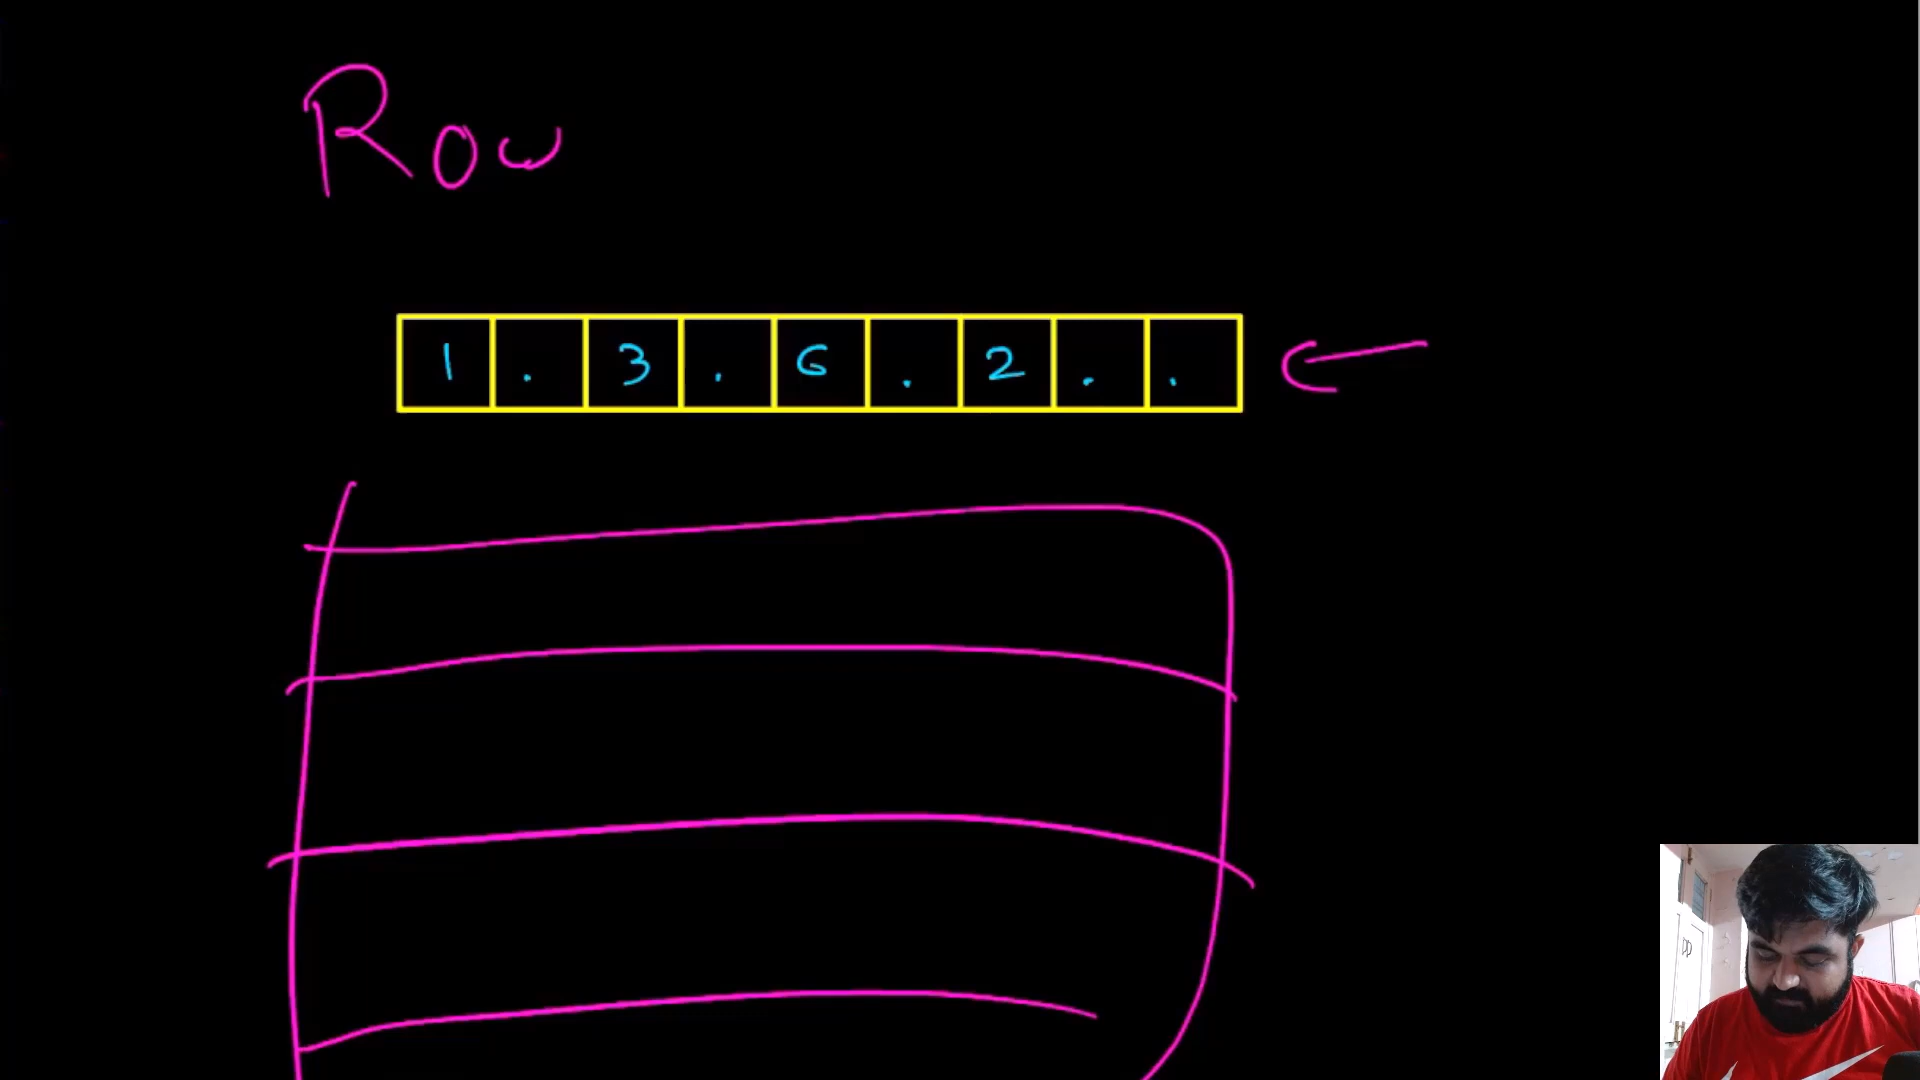 Row
1 . 3 . 6 . 2 . .